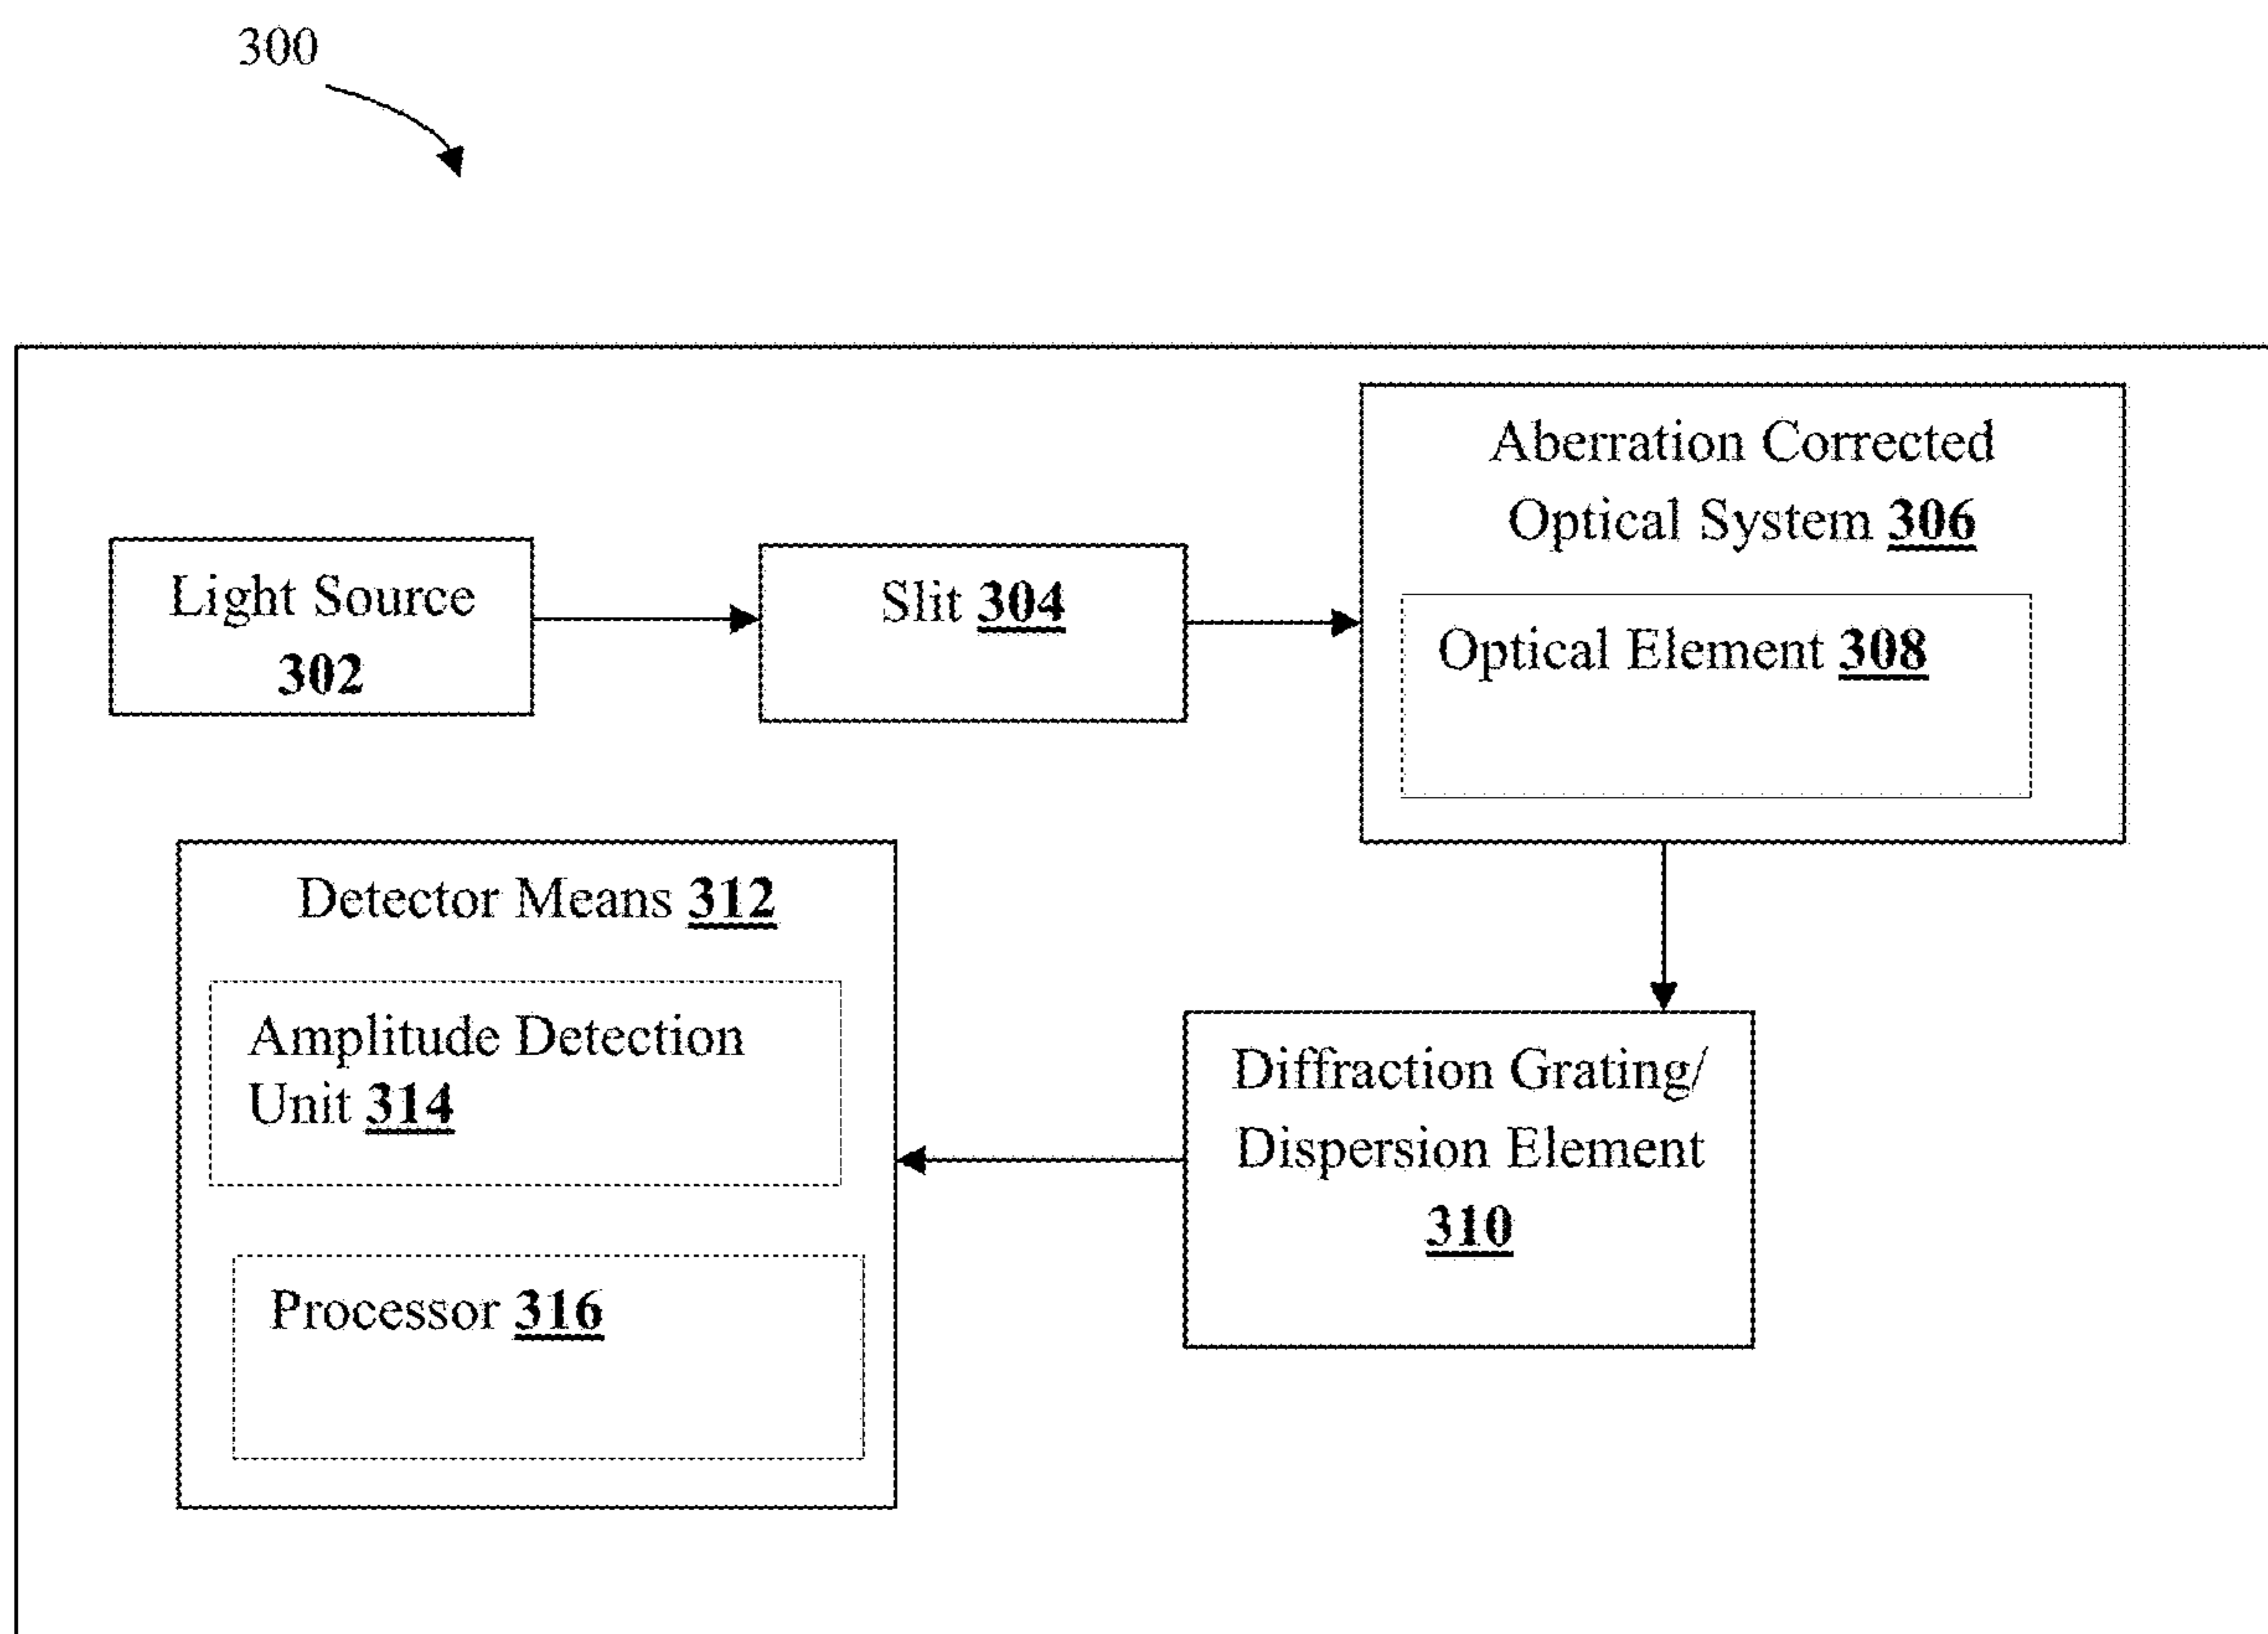 300
Light Source
302
Slit 304
Aberration Corrected
Optical System 306
Optical Element 308
Detector Means 312
Amplitude Detection
Unit 314
Processor 316
Diffraction Grating/
Dispersion Element
310